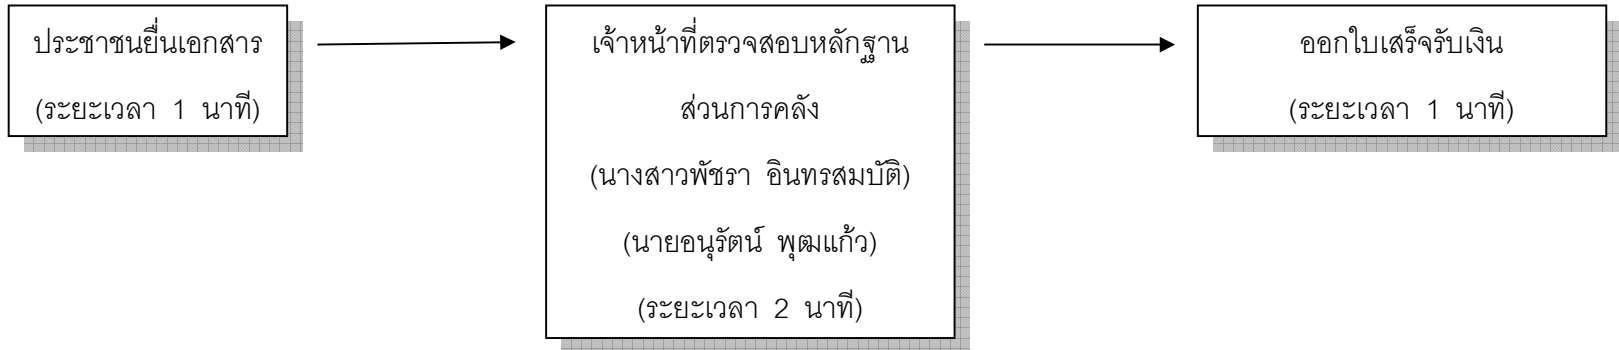 ประชาชนยื่นเอกสาร
(ระยะเวลา 1 นาที)
เจ้าหน้าที่ตรวจสอบหลักฐาน
ส่วนการคลัง
(นางสาวพัชรา อินทรสมบัติ)
(นายอนุรัตน์ พุฒแก้ว)
(ระยะเวลา 2 นาที)
ออกใบเสร็จรับเงิน
(ระยะเวลา 1 นาที)